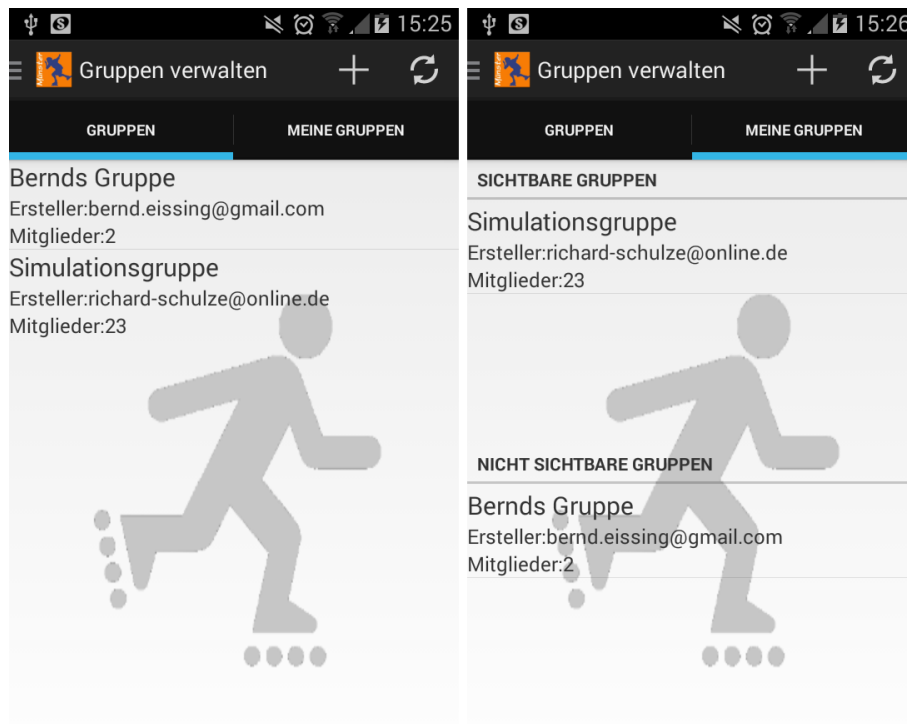 15:25
Münster
Gruppen verwalten
GRUPPEN
MEINE GRUPPEN
Bernds Gruppe
Ersteller:bernd.eissing@gmail.com
Mitglieder:2
Simulationsgruppe
Ersteller:richard-schulze@online.de
Mitglieder:23
15:26
Münster
Gruppen verwalten
GRUPPEN
MEINE GRUPPEN
SICHTBARE GRUPPEN
Simulationsgruppe
Ersteller:richard-schulze@online.de
Mitglieder:23
NICHT SICHTBARE GRUPPEN
Bernds Gruppe
Ersteller:bernd.eissing@gmail.com
Mitglieder:2